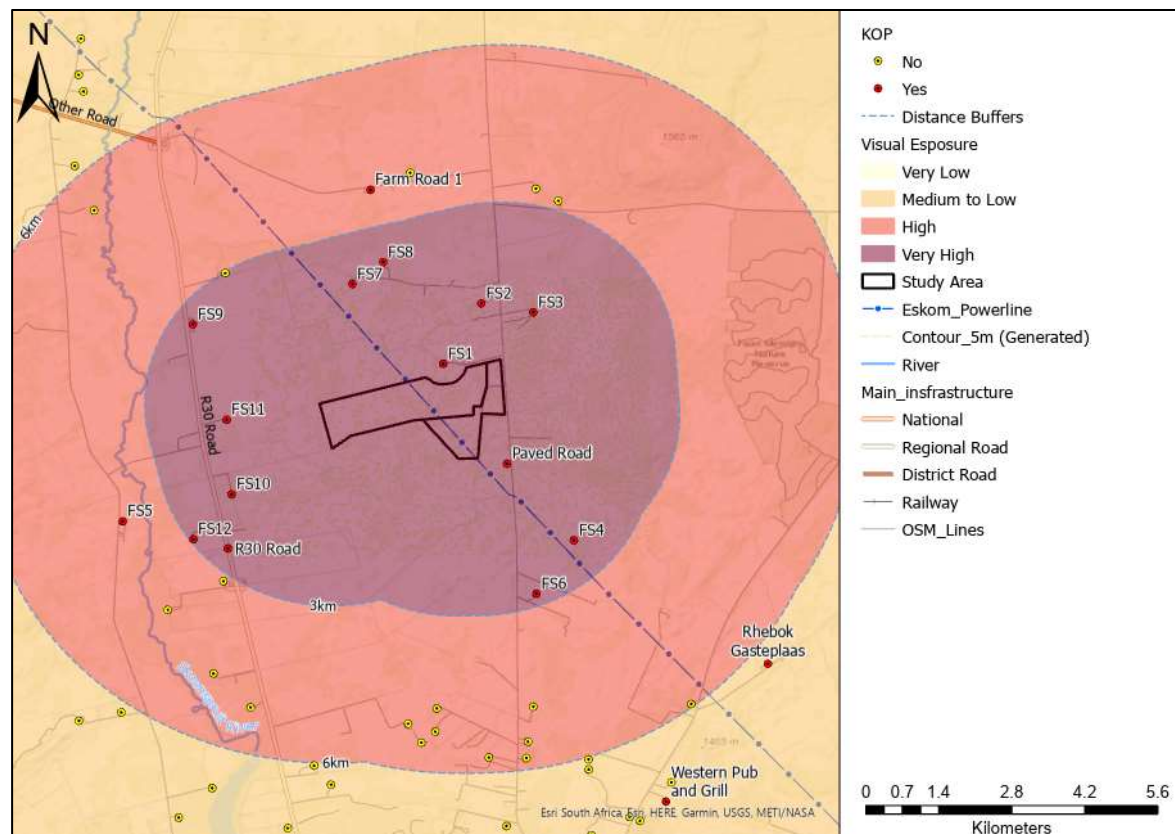 N
Other Road
1560 m
6km
Farm Road 1
FS8
FS7
FS2
FS3
FS9
FS1
FS11
R30 Road
Paved Road
FS10
FS5
FS12
R30 Road
FS4
FS6
3km
Rhebok
Gasteplaas
River
1403 m
6km
Western Pub
and Grill
Esri South Africa, Esri, HERE, Garmin, USGS, METI/NASA
KOP
No
Yes
Distance Buffers
Visual Exposure
Very Low
Medium to Low
High
Very High
Study Area
Eskom_Powerline
Contour_5m (Generated)
River
Main_insfrastructure
National
Regional Road
District Road
Railway
OSM_Lines
0 0.7 1.4 2.8 4.2 5.6
Kilometers